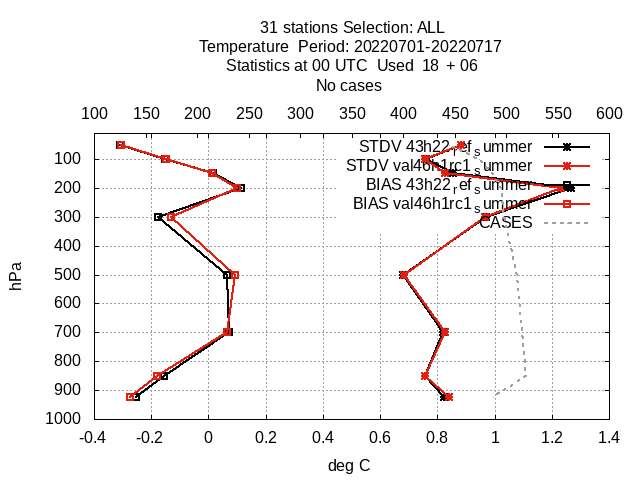 31 stations Selection: ALL
Temperature  Period: 20220701-20220717
Statistics at 00 UTC  Used  18  + 06
No cases
100 150 200 240 290 330 400 450 500 550 600
STDV 43h22_ref_summer
STDV val46h1rc1_summer
BIAS 43h22_ref_summer
BIAS val46h1rc1_summer
CASES
100
200
300
400
500
600
700
800
900
1000
hPa
-0.4 -0.2 0 0.2 0.4 0.6 0.8 1 1.2 1.4
deg C